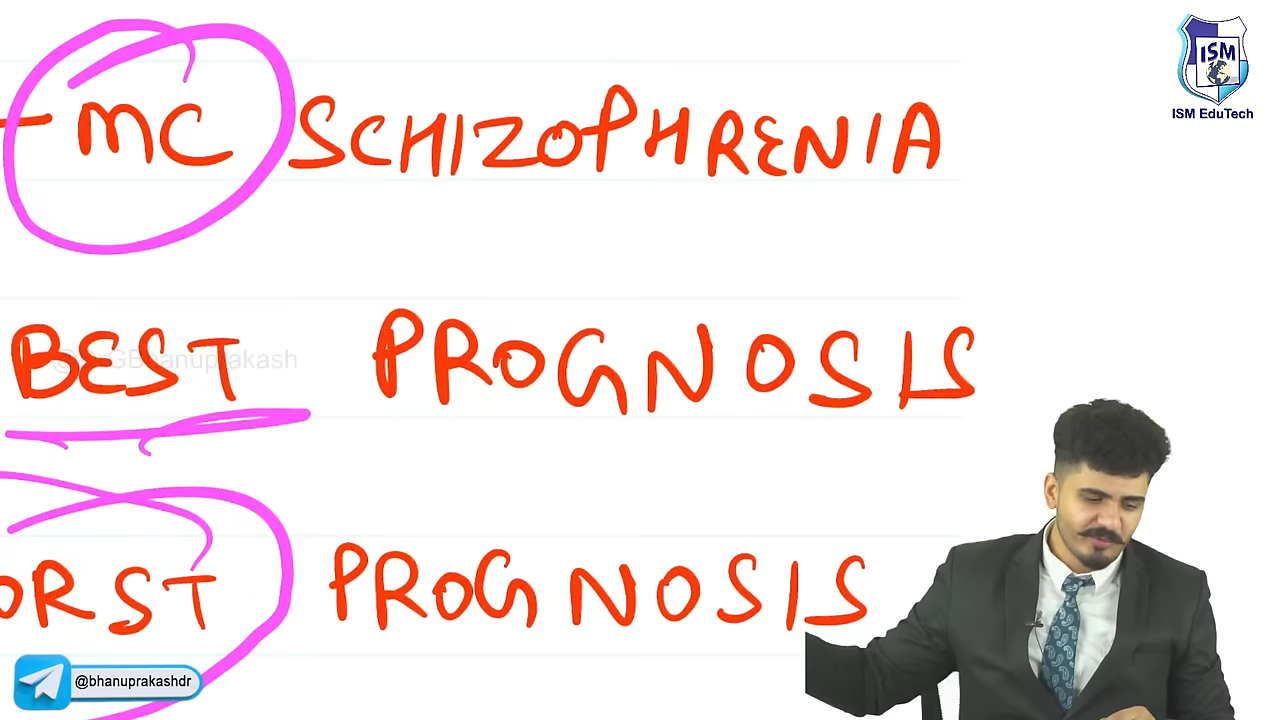 ISM
ISM EduTech
- MC SCHIZOPHRENIA
BEST PROGNOSIS
ORST PROGNOSIS
@bhanuprakashdr